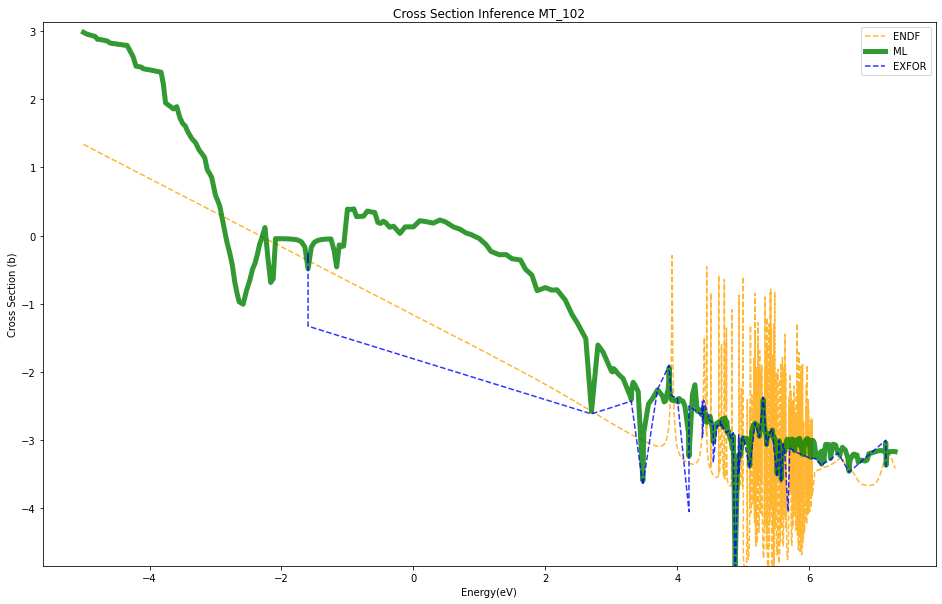 Cross Section Inference MT_102
ENDF
ML
EXFOR
Cross Section (b)
3
2
1
0
−1
−2
−3
−4
−4 −2 0 2 4 6
Energy(eV)